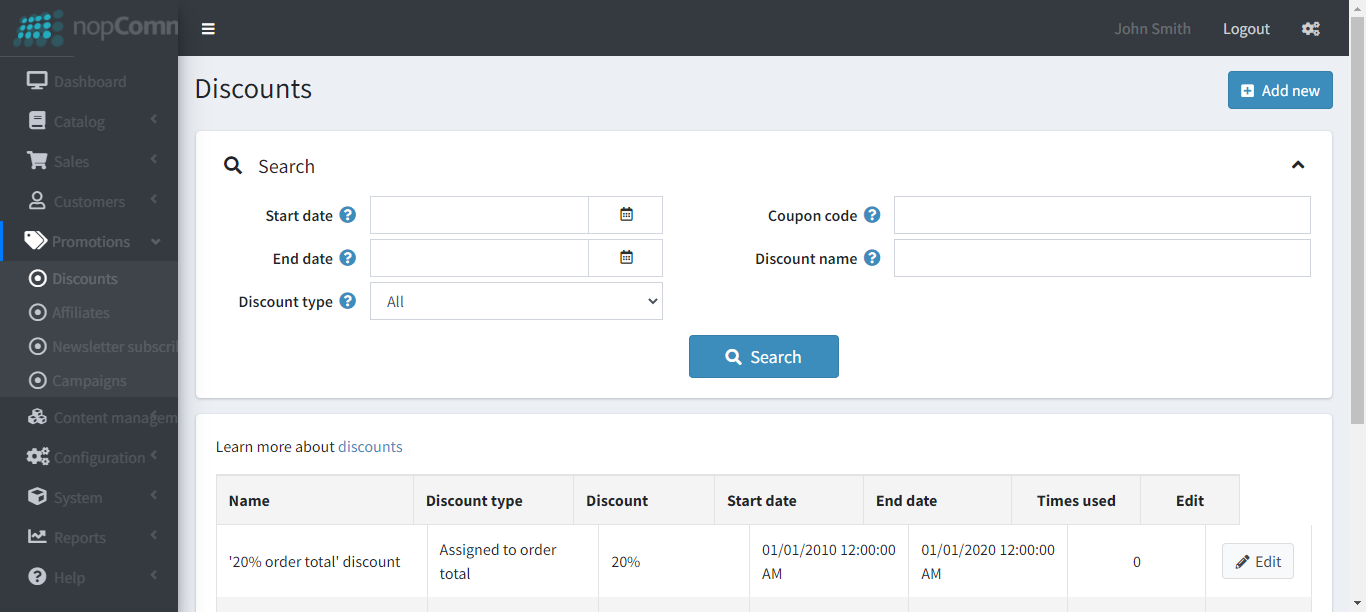 nopComm
John Smith
Logout
Dashboard
Catalog
Sales
Customers
Promotions
Discounts
Affiliates
Newsletter subscri
Campaigns
Content managem
Configuration
System
Reports
Help
Discounts
Add new
Search
Start date
Coupon code
End date
Discount name
Discount type
All
Search
Learn more about discounts
Name Discount type Discount Start date End date Times used Edit
'20% order total' discount
Assigned to order
total
20%
01/01/2010 12:00:00
AM
01/01/2020 12:00:00
AM
0
Edit